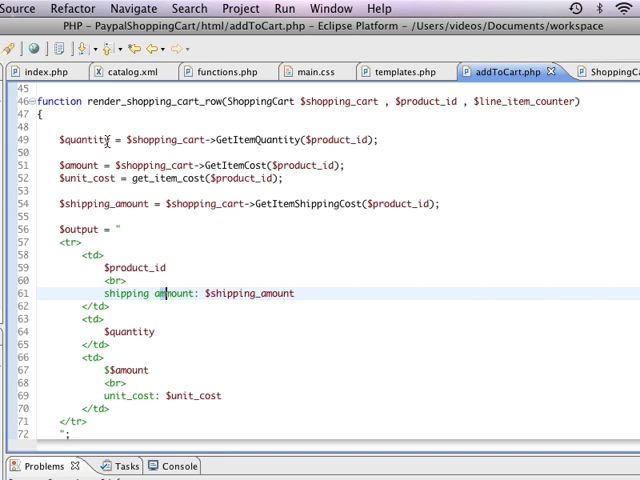 Source Refactor Navigate Search Project Run Window Help
PHP - PaypalShoppingCart/html/addToCart.php - Eclipse Platform - /Users/videos/Documents/workspace
index.php catalog.xml functions.php main.css templates.php addToCart.php ShoppingCa
45
46 function render_shopping_cart_row(ShoppingCart $shopping_cart , $product_id , $line_item_counter)
47 {
48
49 $quantity = $shopping_cart->GetItemQuantity($product_id);
50
51 $amount = $shopping_cart->GetItemCost($product_id);
52 $unit_cost = get_item_cost($product_id);
53
54 $shipping_amount = $shopping_cart->GetItemShippingCost($product_id);
55
56 $output = "
57 <tr>
58 <td>
59 $product_id
60 <br>
61 shipping ammount: $shipping_amount
62 </td>
63 <td>
64 $quantity
65 </td>
66 <td>
67 $$amount
68 <br>
69 unit_cost: $unit_cost
70 </td>
71 </tr>
72 ";
Problems Tasks Console